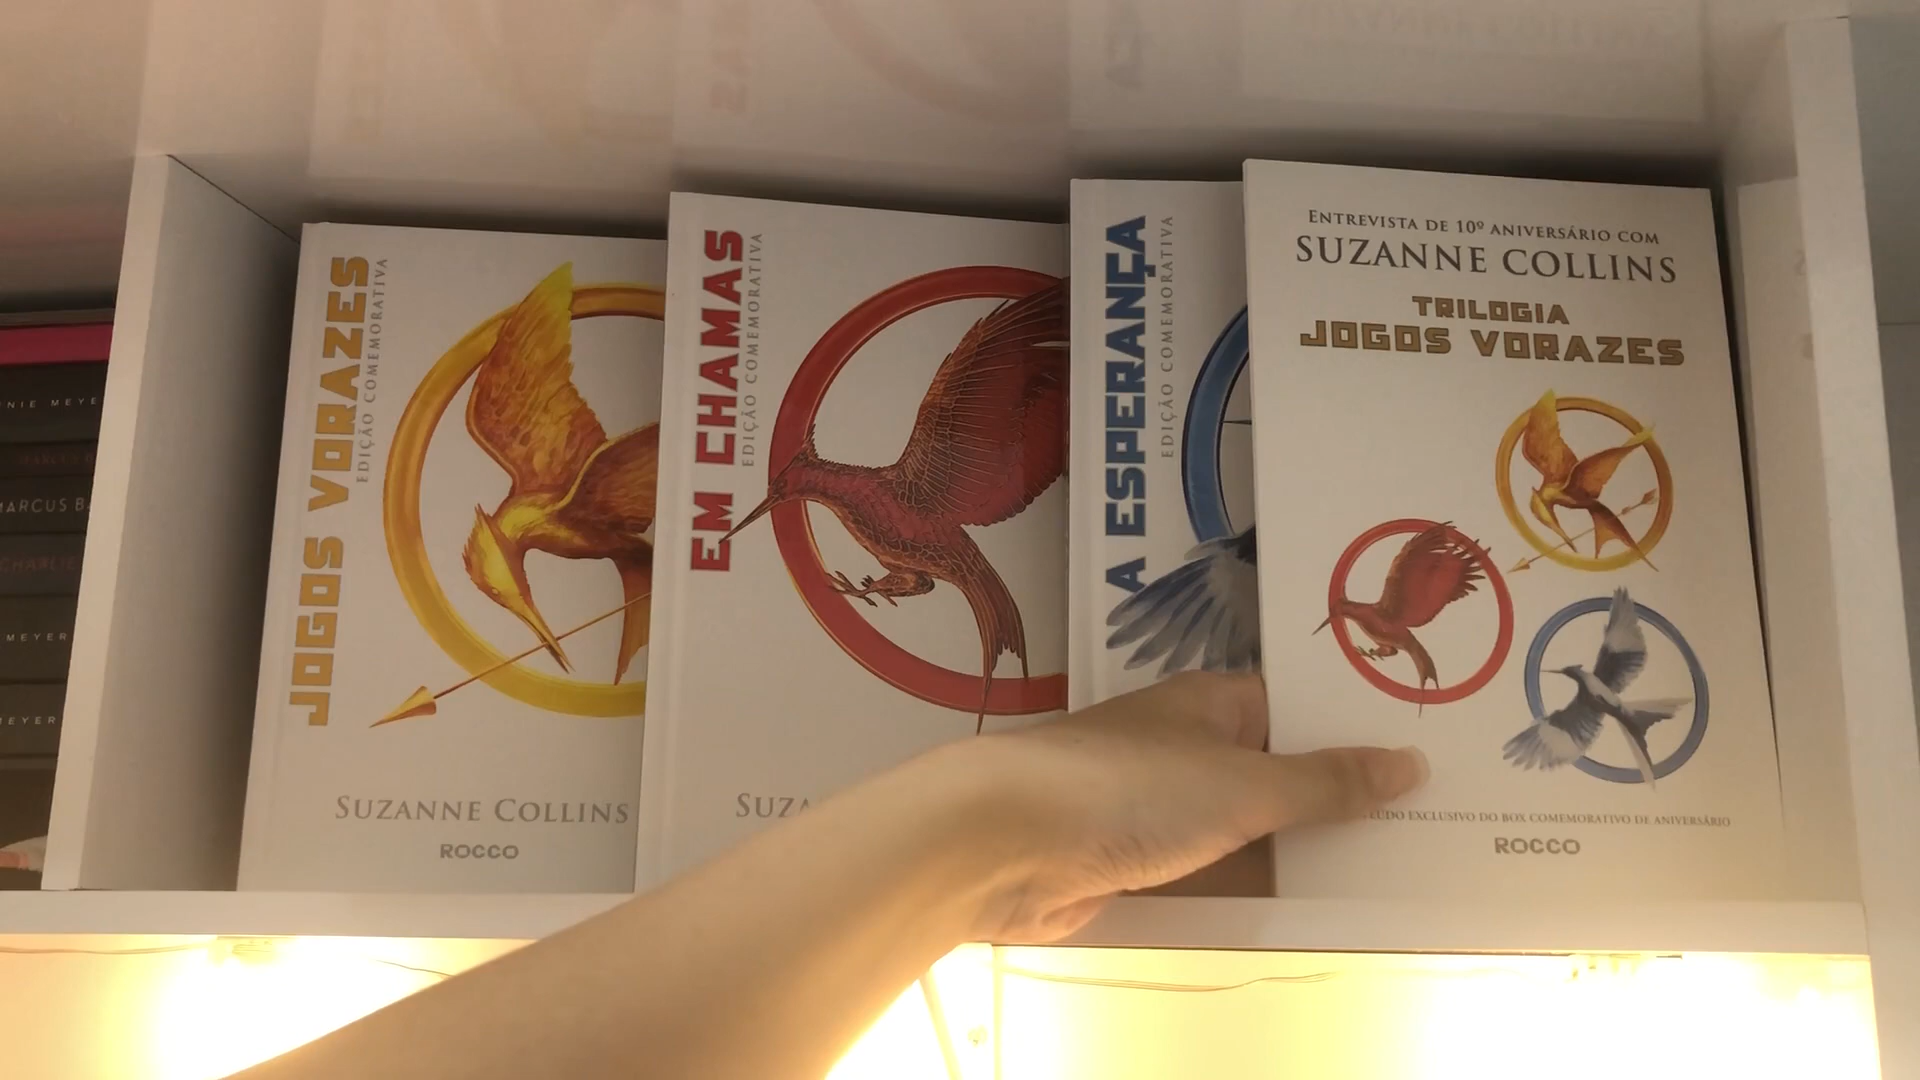 JOGOS VORAZES
EDIÇÃO COMEMORATIVA
SUZANNE COLLINS
ROCCO
EM CHAMAS
EDIÇÃO COMEMORATIVA
A ESPERANÇA
EDIÇÃO COMEMORATIVA
ENTREVISTA DE 10º ANIVERSÁRIO COM
SUZANNE COLLINS
TRILOGIA
JOGOS VORAZES
EXCLUSIVO DO BOX COMEMORATIVO DE ANIVERSÁRIO
ROCCO
MARCUS
MEYER
MEYER